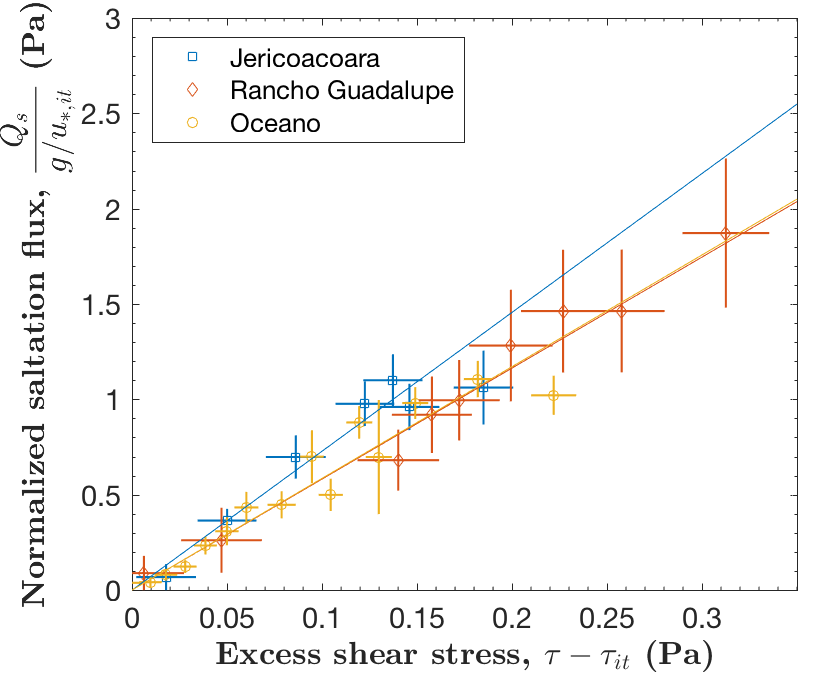 Normalized saltation flux, Q_s / g/u_{*,it} (Pa)
3
2.5
2
1.5
1
0.5
0
Jericoacoara
Rancho Guadalupe
Oceano
0 0.05 0.1 0.15 0.2 0.25 0.3
Excess shear stress, τ − τ_{it} (Pa)